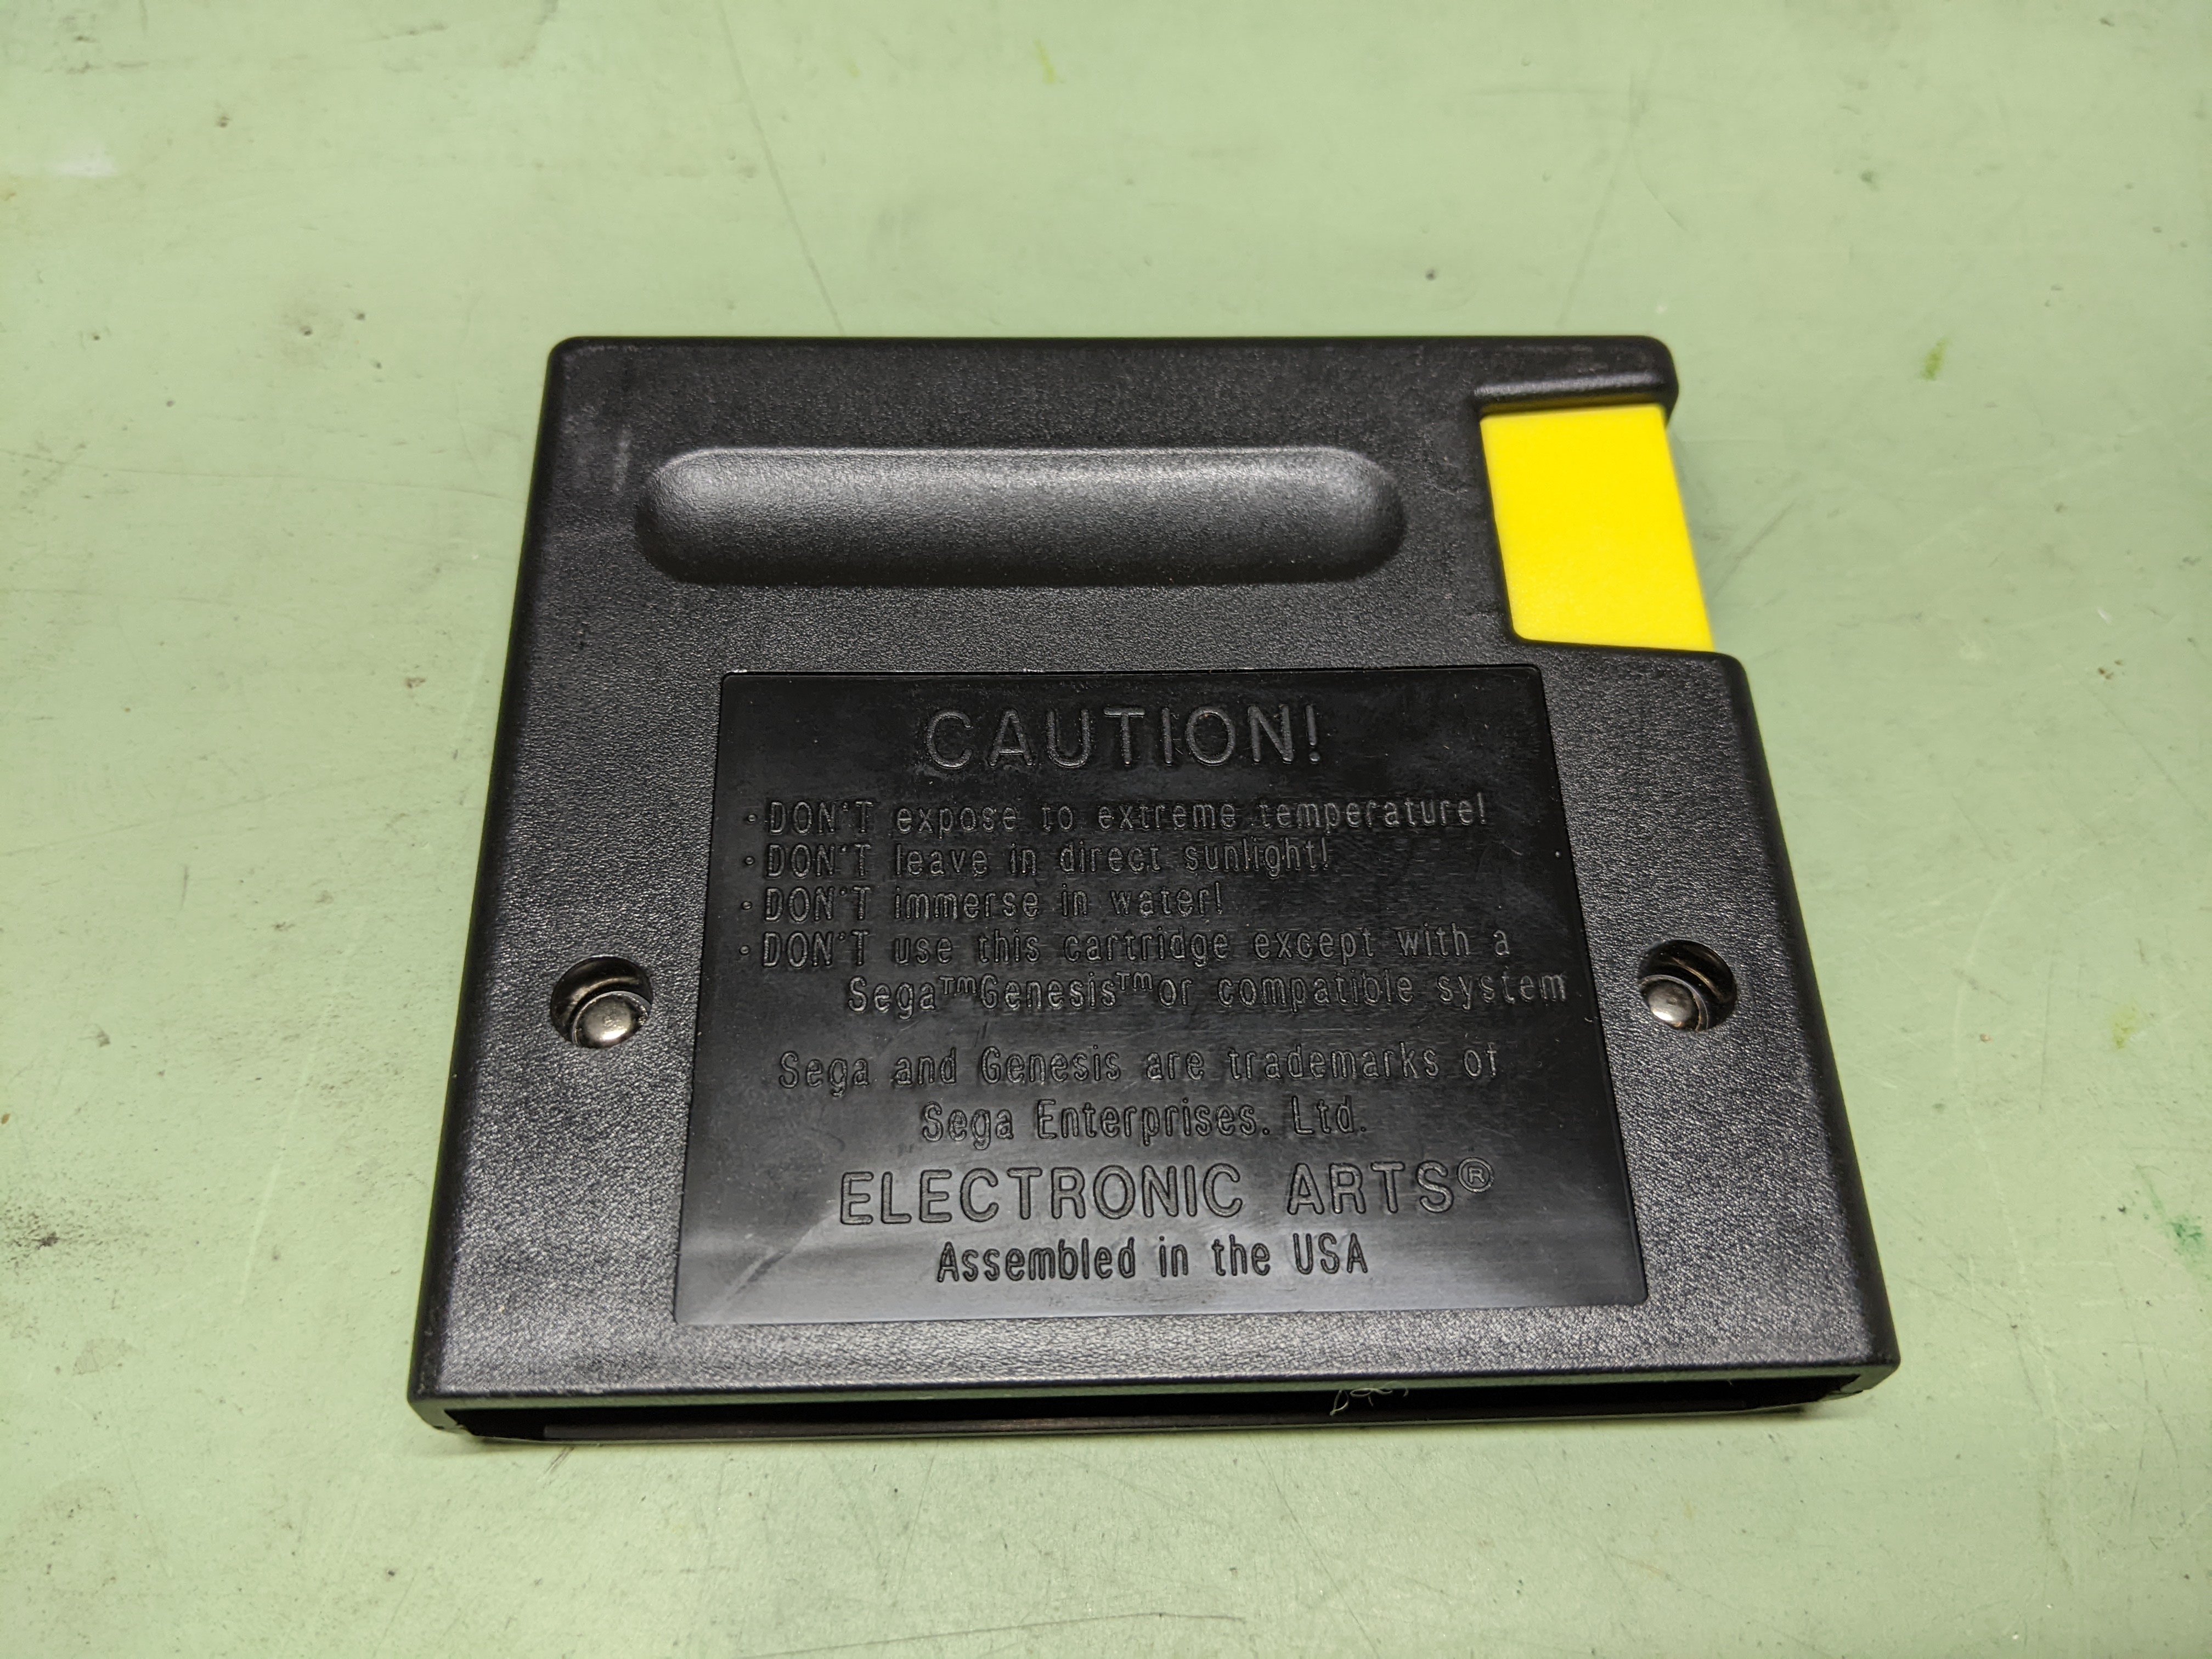 CAUTION!
·DON'T expose to extreme temperature!
·DON'T leave in direct sunlight!
·DON'T immerse in water!
·DON'T use this cartridge except with a
Sega™Genesis™or compatible system
Sega and Genesis are trademarks of
Sega Enterprises. Ltd.
ELECTRONIC ARTS®
Assembled in the USA